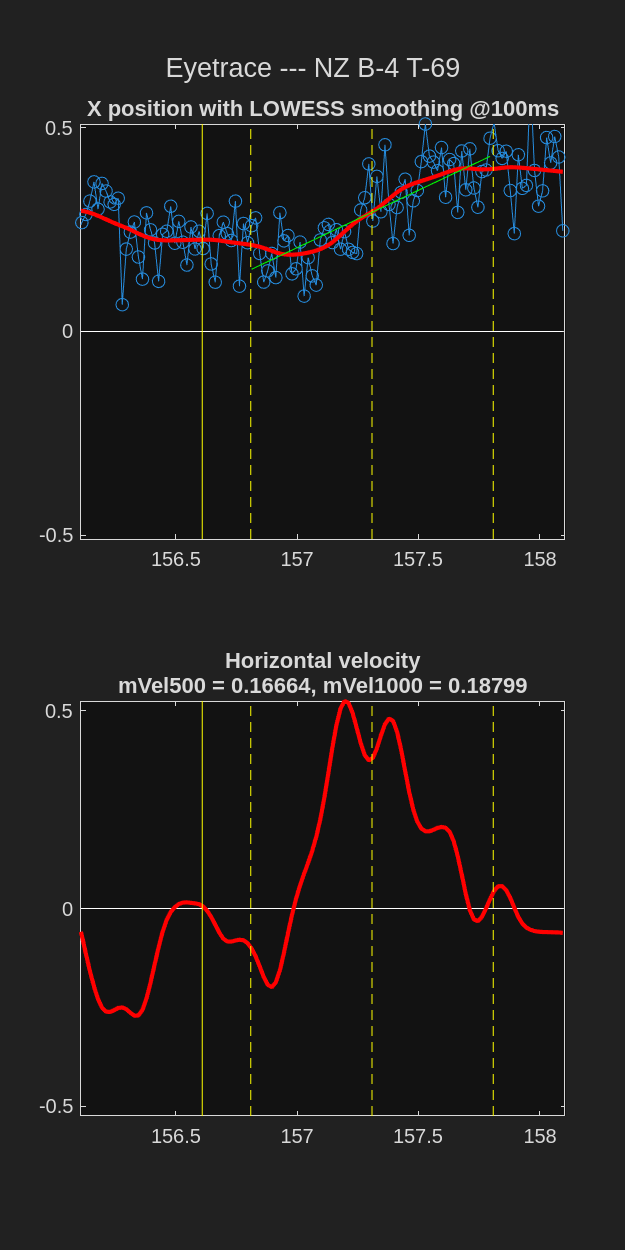 Eyetrace --- NZ B-4 T-69
X position with LOWESS smoothing @100ms
0.5
0
-0.5
156.5 157 157.5 158
Horizontal velocity
mVel500 = 0.16664, mVel1000 = 0.18799
0.5
0
-0.5
156.5 157 157.5 158